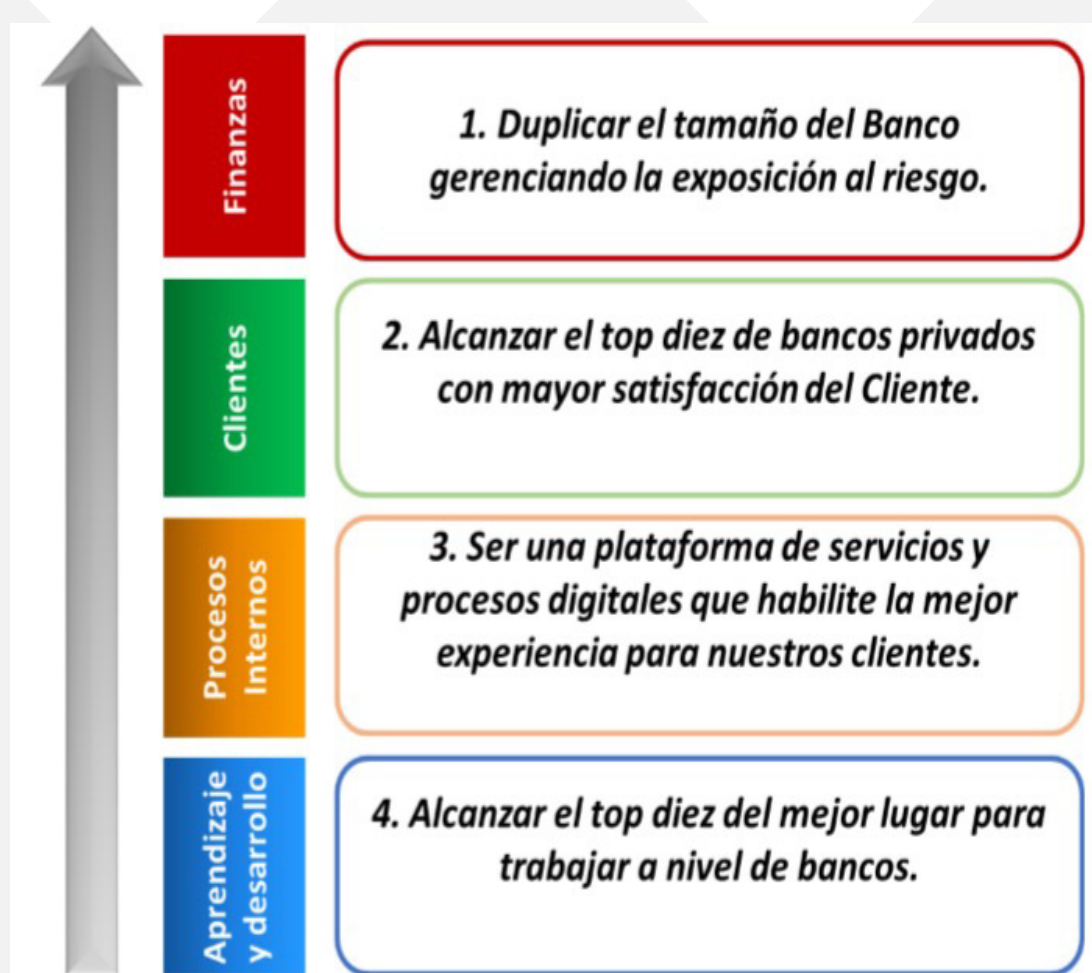 Finanzas
1. Duplicar el tamaño del Banco
gerenciando la exposición al riesgo.
Clientes
2. Alcanzar el top diez de bancos privados
con mayor satisfacción del Cliente.
Procesos
Internos
3. Ser una plataforma de servicios y
procesos digitales que habilite la mejor
experiencia para nuestros clientes.
Aprendizaje
y desarrollo
4. Alcanzar el top diez del mejor lugar para
trabajar a nivel de bancos.